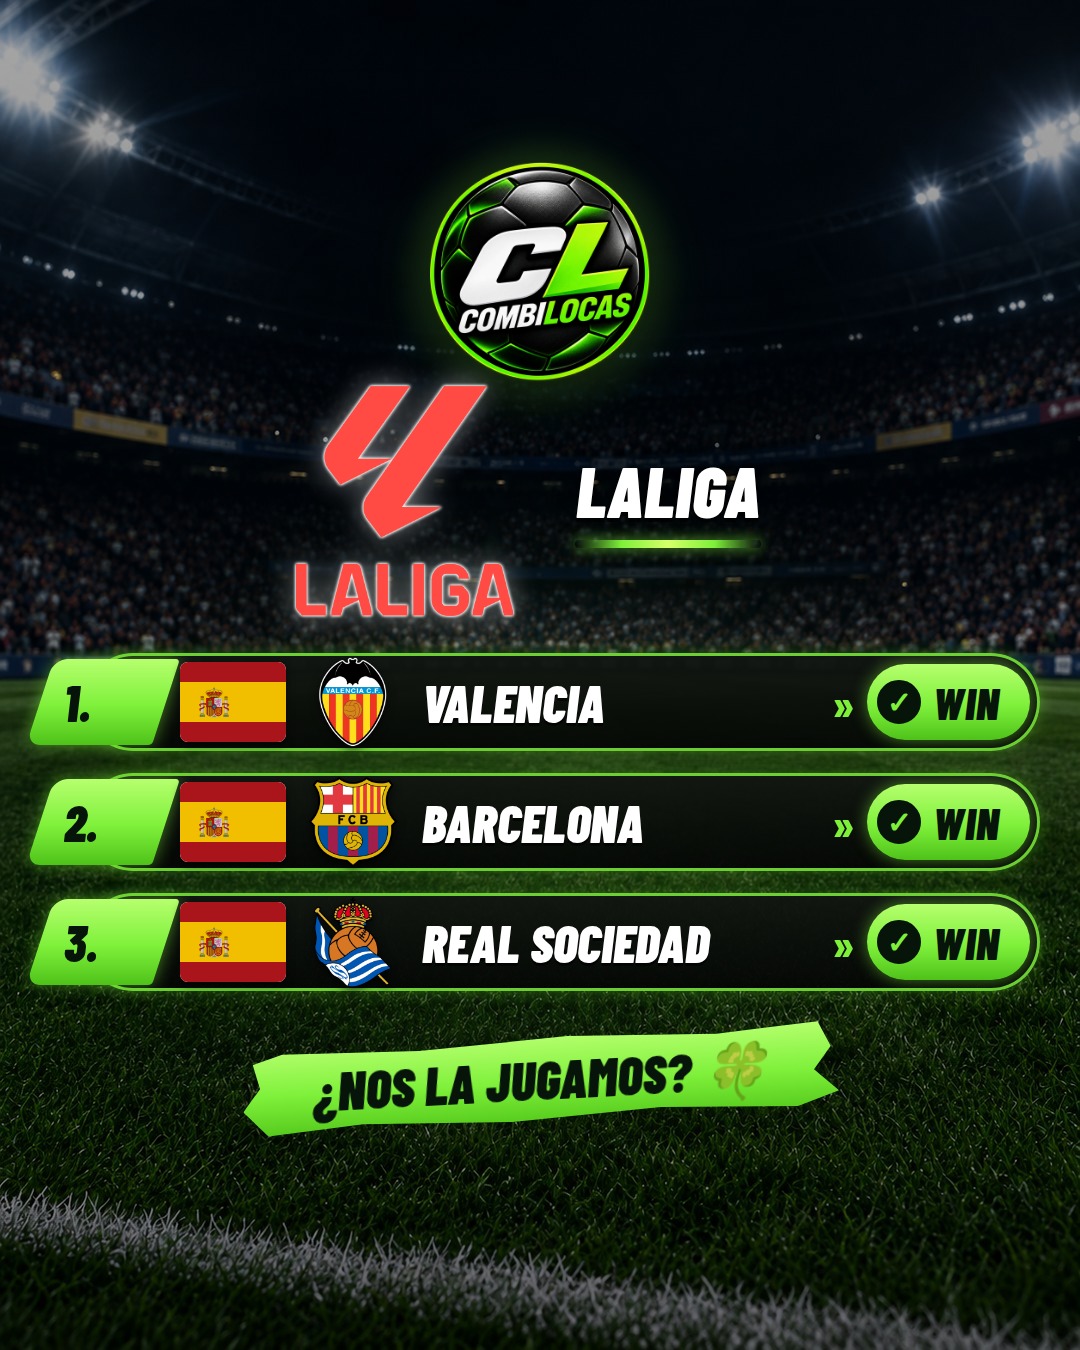 CL
COMBILOCAS
LALIGA
LALIGA
1. VALENCIA C.F. VALENCIA » ✓ WIN
2. FCB BARCELONA » ✓ WIN
3. REAL SOCIEDAD » ✓ WIN
¿NOS LA JUGAMOS? 🍀